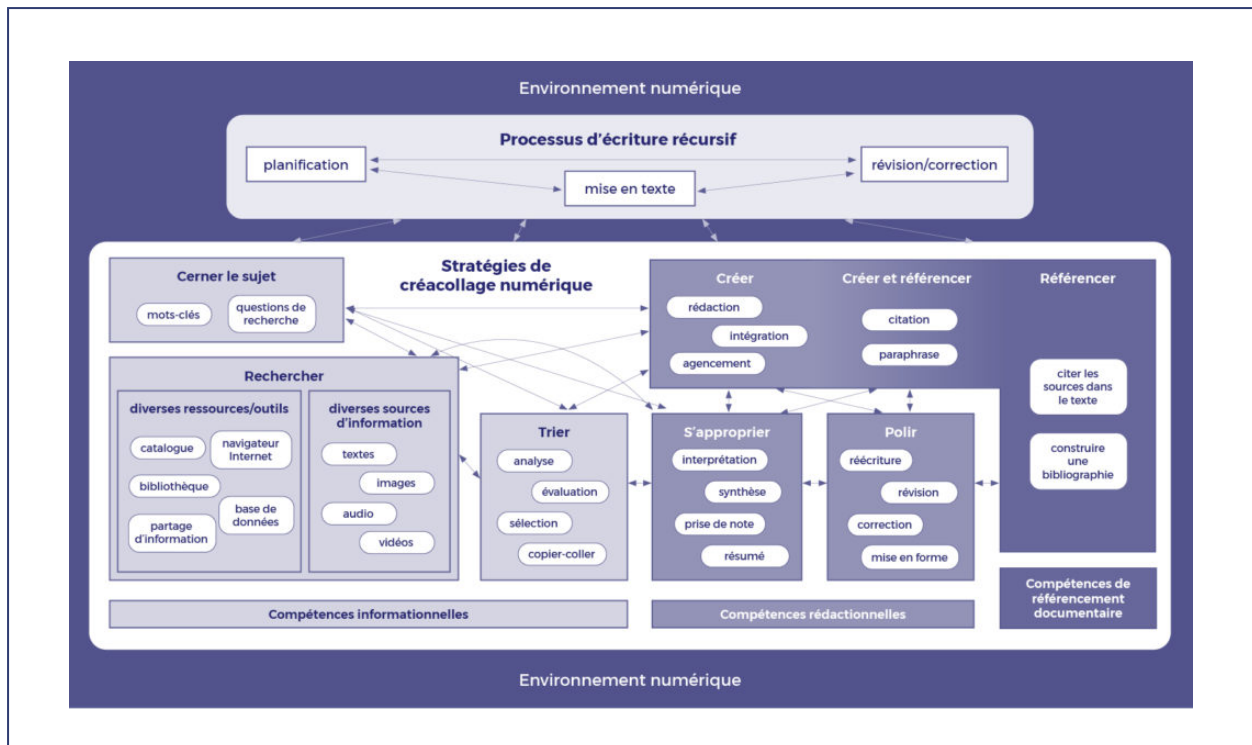 Environnement numérique
Processus d'écriture récursif
planification
révision/correction
mise en texte
Cerner le sujet
mots-clés
questions de
recherche
Stratégies de
créacollage numérique
Créer
rédaction
intégration
agencement
Créer et référencer
citation
paraphrase
Référencer
citer les
sources dans
le texte
construire
une
bibliographie
Rechercher
diverses ressources/outils
catalogue
navigateur
Internet
bibliothèque
base de
données
partage
d'information
diverses sources
d'information
textes
images
audio
vidéos
Trier
analyse
évaluation
sélection
copier-coller
S'approprier
interprétation
synthèse
prise de note
résumé
Polir
réécriture
révision
correction
mise en forme
Compétences informationnelles
Compétences rédactionnelles
Compétences de
référencement
documentaire
Environnement numérique